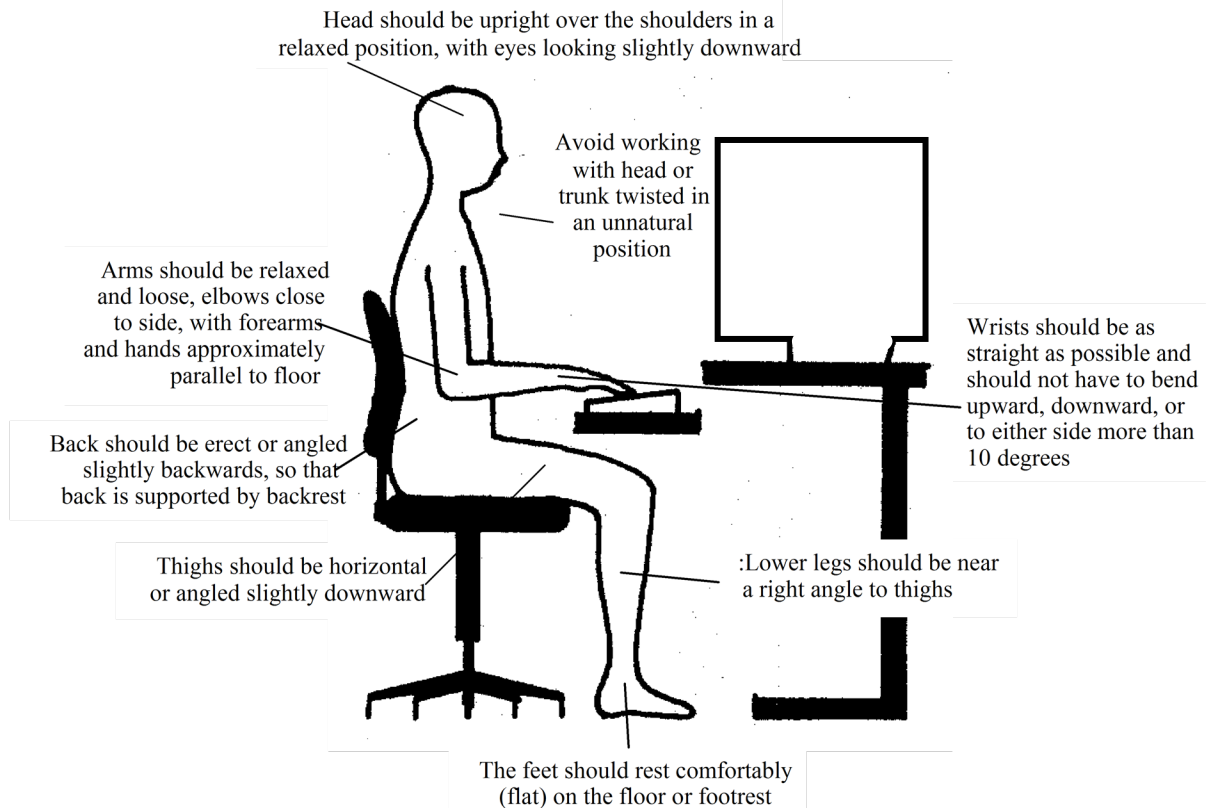 Head should be upright over the shoulders in a
relaxed position, with eyes looking slightly downward
Avoid working
with head or
trunk twisted in
an unnatural
position
Arms should be relaxed
and loose, elbows close
to side, with forearms
and hands approximately
parallel to floor
Wrists should be as
straight as possible and
should not have to bend
upward, downward, or
to either side more than
10 degrees
Back should be erect or angled
slightly backwards, so that
back is supported by backrest
Thighs should be horizontal
or angled slightly downward
:Lower legs should be near
a right angle to thighs
The feet should rest comfortably
(flat) on the floor or footrest